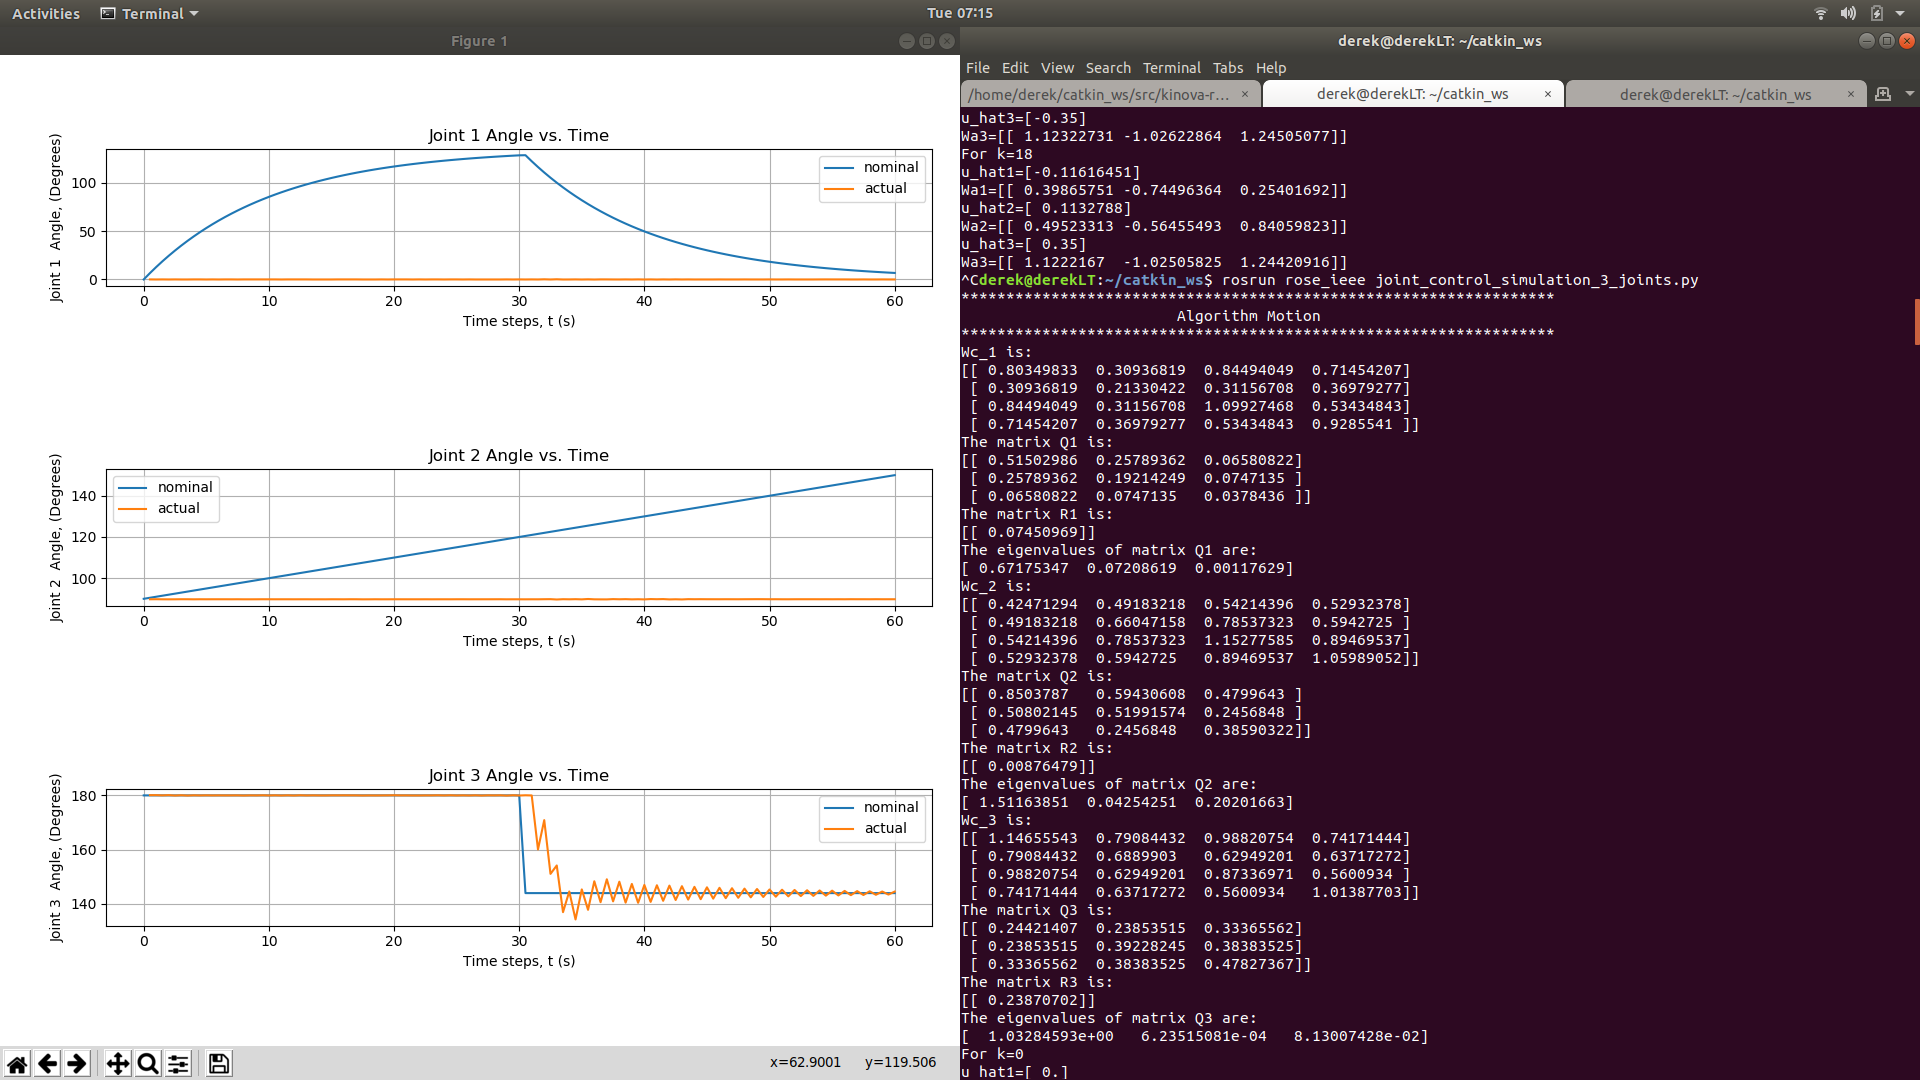 Activities Terminal Tue 07:15
Figure 1
Joint 1 Angle vs. Time
Joint 1 Angle, (Degrees)
100
50
0
nominal
actual
0 10 20 30 40 50 60
Time steps, t (s)
Joint 2 Angle vs. Time
Joint 2 Angle, (Degrees)
140
120
100
nominal
actual
0 10 20 30 40 50 60
Time steps, t (s)
Joint 3 Angle vs. Time
Joint 3 Angle, (Degrees)
180
160
140
nominal
actual
0 10 20 30 40 50 60
Time steps, t (s)
x=62.9001 y=119.506
derek@derekLT: ~/catkin_ws
File Edit View Search Terminal Tabs Help
/home/derek/catkin_ws/src/kinova-r... × derek@derekLT: ~/catkin_ws × derek@derekLT: ~/catkin_ws ×
u_hat3=[-0.35]
Wa3=[[ 1.12322731 -1.02622864  1.24505077]]
For k=18
u_hat1=[-0.11616451]
Wa1=[[ 0.39865751 -0.74496364  0.25401692]]
u_hat2=[ 0.1132788]
Wa2=[[ 0.49523313 -0.56455493  0.84059823]]
u_hat3=[ 0.35]
Wa3=[[ 1.1222167  -1.02505825  1.24420916]]
^Cderek@derekLT:~/catkin_ws$ rosrun rose_ieee joint_control_simulation_3_joints.py
******************************************************************
Algorithm Motion
******************************************************************
Wc_1 is:
[[ 0.80349833  0.30936819  0.84494049  0.71454207]
[ 0.30936819  0.21330422  0.31156708  0.36979277]
[ 0.84494049  0.31156708  1.09927468  0.53434843]
[ 0.71454207  0.36979277  0.53434843  0.9285541 ]]
The matrix Q1 is:
[[ 0.51502986  0.25789362  0.06580822]
[ 0.25789362  0.19214249  0.0747135 ]
[ 0.06580822  0.0747135   0.0378436 ]]
The matrix R1 is:
[[ 0.07450969]]
The eigenvalues of matrix Q1 are:
[ 0.67175347  0.07208619  0.00117629]
Wc_2 is:
[[ 0.42471294  0.49183218  0.54214396  0.52932378]
[ 0.49183218  0.66047158  0.78537323  0.5942725 ]
[ 0.54214396  0.78537323  1.15277585  0.89469537]
[ 0.52932378  0.5942725   0.89469537  1.05989052]]
The matrix Q2 is:
[[ 0.8503787   0.59430608  0.4799643 ]
[ 0.50802145  0.51991574  0.2456848 ]
[ 0.4799643   0.2456848   0.38590322]]
The matrix R2 is:
[[ 0.00876479]]
The eigenvalues of matrix Q2 are:
[ 1.51163851  0.04254251  0.20201663]
Wc_3 is:
[[ 1.14655543  0.79084432  0.98820754  0.74171444]
[ 0.79084432  0.6889903   0.62949201  0.63717272]
[ 0.98820754  0.62949201  0.87336971  0.5600934 ]
[ 0.74171444  0.63717272  0.5600934   1.01387703]]
The matrix Q3 is:
[[ 0.24421407  0.23853515  0.33365562]
[ 0.23853515  0.39228245  0.38383525]
[ 0.33365562  0.38383525  0.47827367]]
The matrix R3 is:
[[ 0.23870702]]
The eigenvalues of matrix Q3 are:
[  1.03284593e+00   6.23515081e-04   8.13007428e-02]
For k=0
u_hat1=[ 0.]